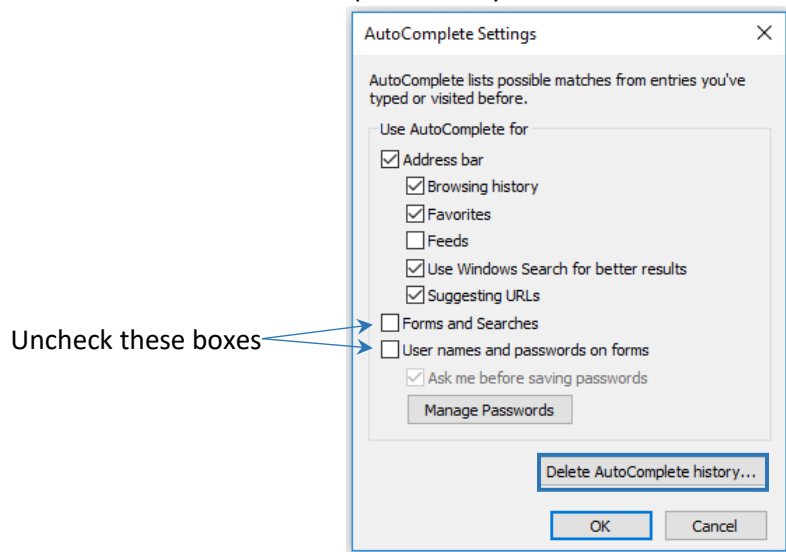 AutoComplete Settings
AutoComplete lists possible matches from entries you've
typed or visited before.
Use AutoComplete for
Address bar
Browsing history
Favorites
Feeds
Use Windows Search for better results
Suggesting URLs
Uncheck these boxes
Forms and Searches
User names and passwords on forms
Ask me before saving passwords
Manage Passwords
Delete AutoComplete history...
OK Cancel